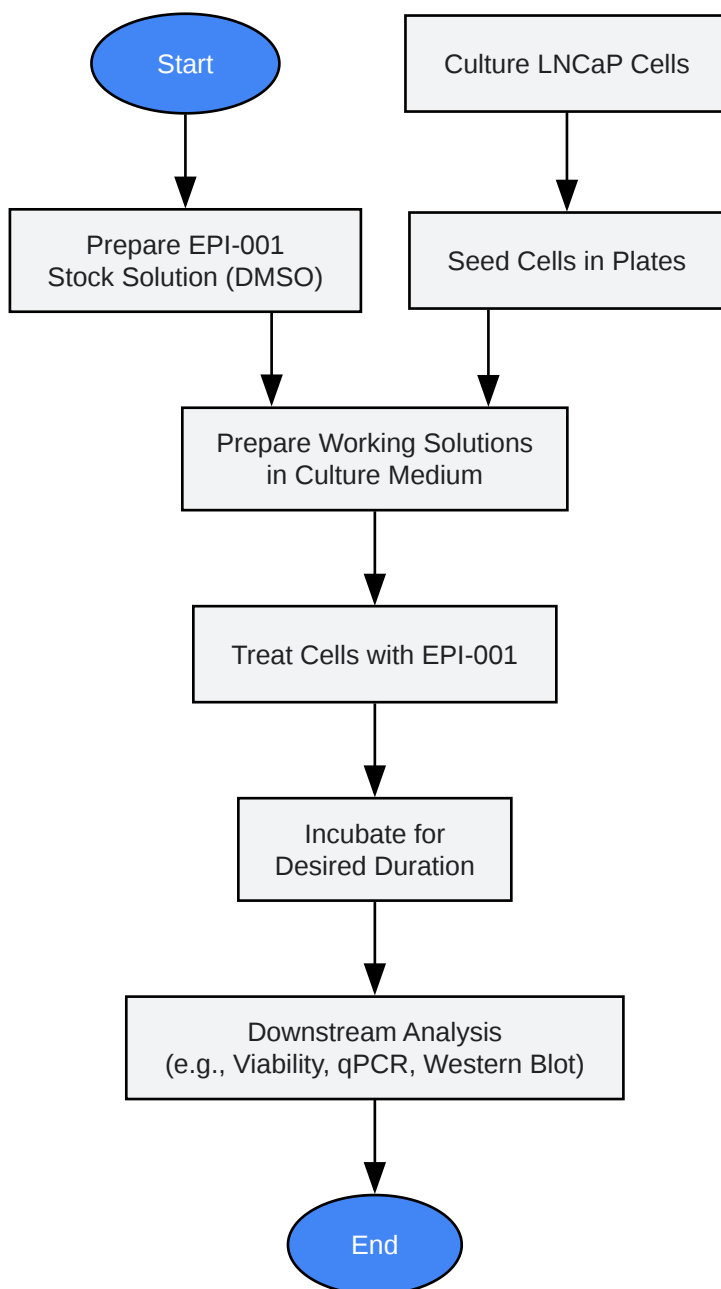 Start
Culture LNCaP Cells
Prepare EPI-001
Stock Solution (DMSO)
Seed Cells in Plates
Prepare Working Solutions
in Culture Medium
Treat Cells with EPI-001
Incubate for
Desired Duration
Downstream Analysis
(e.g., Viability, qPCR, Western Blot)
End